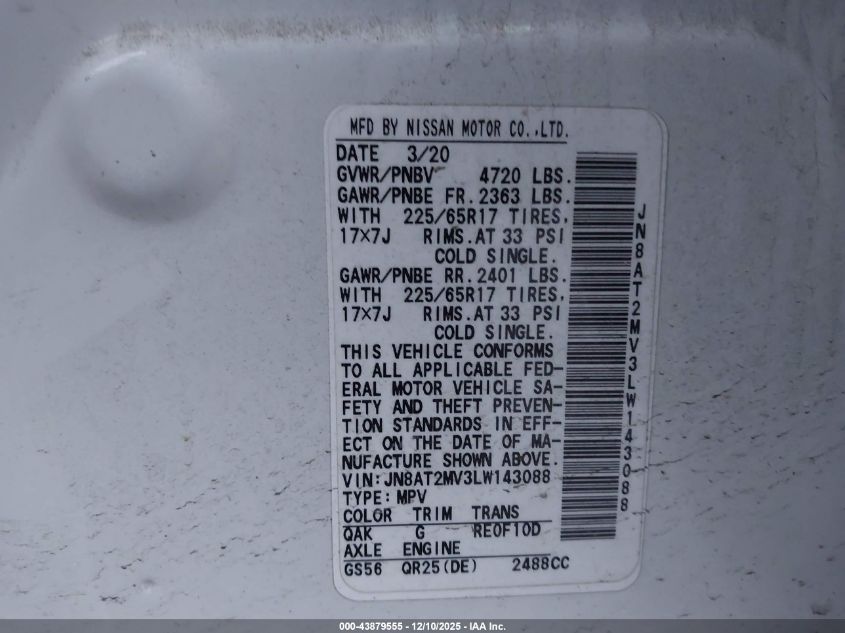 MFD BY NISSAN MOTOR CO.,LTD.
DATE 3/20
GVWR/PNBV 4720 LBS.
GAWR/PNBE FR. 2363 LBS.
WITH 225/65R17 TIRES,
17×7J RIMS.AT 33 PSI
COLD SINGLE.
GAWR/PNBE RR. 2401 LBS.
WITH 225/65R17 TIRES,
17×7J RIMS.AT 33 PSI
COLD SINGLE.
THIS VEHICLE CONFORMS
TO ALL APPLICABLE FED-
ERAL MOTOR VEHICLE SA-
FETY AND THEFT PREVEN-
TION STANDARDS IN EFF-
ECT ON THE DATE OF MA-
NUFACTURE SHOWN ABOVE.
VIN:JN8AT2MV3LW143088
TYPE:MPV
COLOR TRIM TRANS
QAK G RE0F10D
AXLE ENGINE
GS56 QR25(DE) 2488CC
JN8AT2MV3LW143088
000-43879555 - 12/10/2025 - IAA Inc.